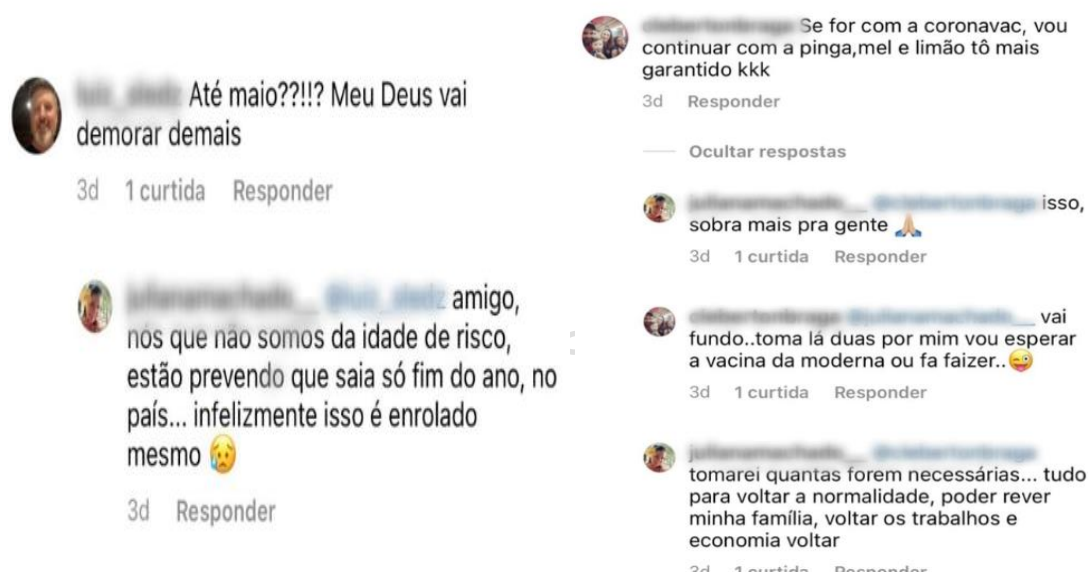 Até maio??!!? Meu Deus vai
demorar demais
3d 1 curtida Responder
amigo,
nós que não somos da idade de risco,
estão prevendo que saia só fim do ano, no
país... infelizmente isso é enrolado
mesmo 😥
3d Responder
Se for com a coronavac, vou
continuar com a pinga,mel e limão tô mais
garantido kkk
3d Responder
Ocultar respostas
isso,
sobra mais pra gente 🙏
3d 1 curtida Responder
vai
fundo..toma lá duas por mim vou esperar
a vacina da moderna ou fa faizer..😜
3d 1 curtida Responder
tomarei quantas forem necessárias... tudo
para voltar a normalidade, poder rever
minha família, voltar os trabalhos e
economia voltar
3d 1 curtida Responder